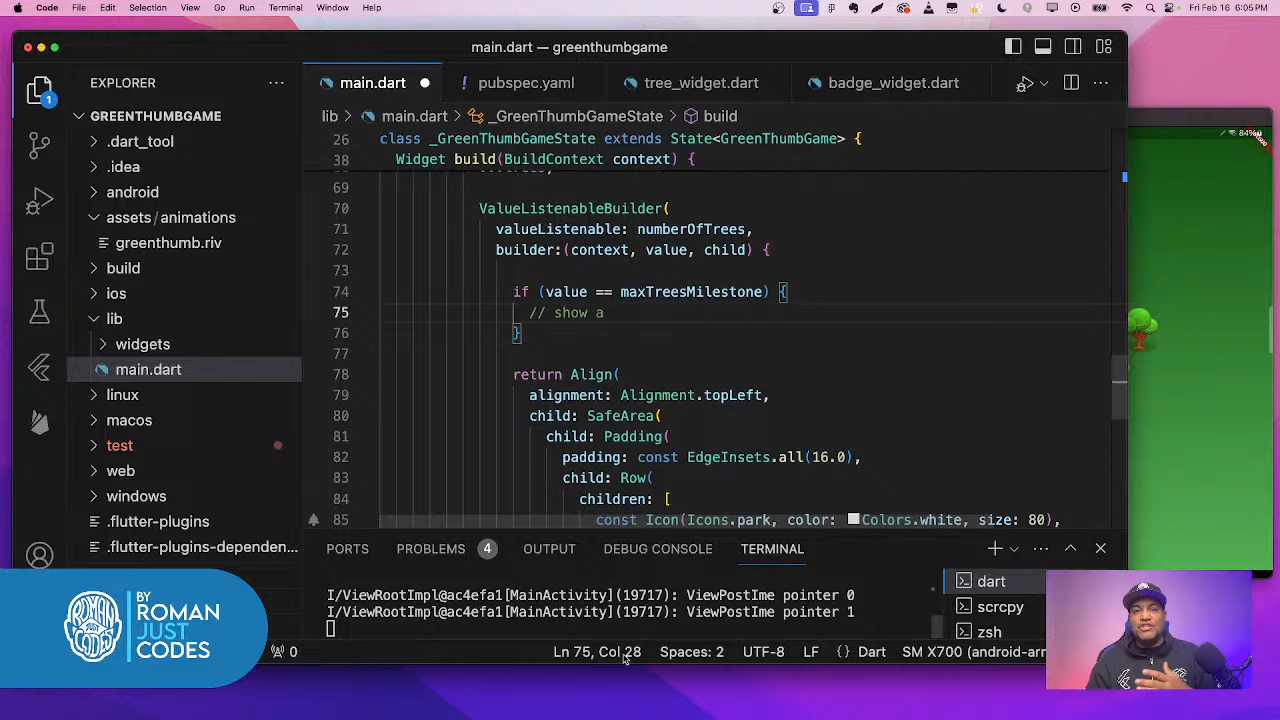 Code File Edit Selection View Go Run Terminal Window Help Fri Feb 16 6:05 PM
main.dart — greenthumbgame
EXPLORER
main.dart
pubspec.yaml
tree_widget.dart
badge_widget.dart
1
GREENTHUMBGAME
.dart_tool
.idea
android
assets/animations
greenthumb.riv
build
ios
lib
widgets
main.dart
linux
macos
test
web
windows
.flutter-plugins
.flutter-plugins-dependen...
lib > main.dart > _GreenThumbGameState > build
26 class _GreenThumbGameState extends State<GreenThumbGame> {
38 Widget build(BuildContext context) {
69
70 ValueListenableBuilder(
71 valueListenable: numberOfTrees,
72 builder:(context, value, child) {
73
74 if (value == maxTreesMilestone) {
75 // show a
76 }
77
78 return Align(
79 alignment: Alignment.topLeft,
80 child: SafeArea(
81 child: Padding(
82 padding: const EdgeInsets.all(16.0),
83 child: Row(
84 children: [
85 const Icon(Icons.park, color: Colors.white, size: 80),
84%
PORTS PROBLEMS 4 OUTPUT DEBUG CONSOLE TERMINAL
I/ViewRootImpl@ac4efa1[MainActivity](19717): ViewPostIme pointer 0
I/ViewRootImpl@ac4efa1[MainActivity](19717): ViewPostIme pointer 1
dart
scrcpy
zsh
BY
ROMAN
JUST
CODES
0 Ln 75, Col 28 Spaces: 2 UTF-8 LF {} Dart SM X700 (android-arm